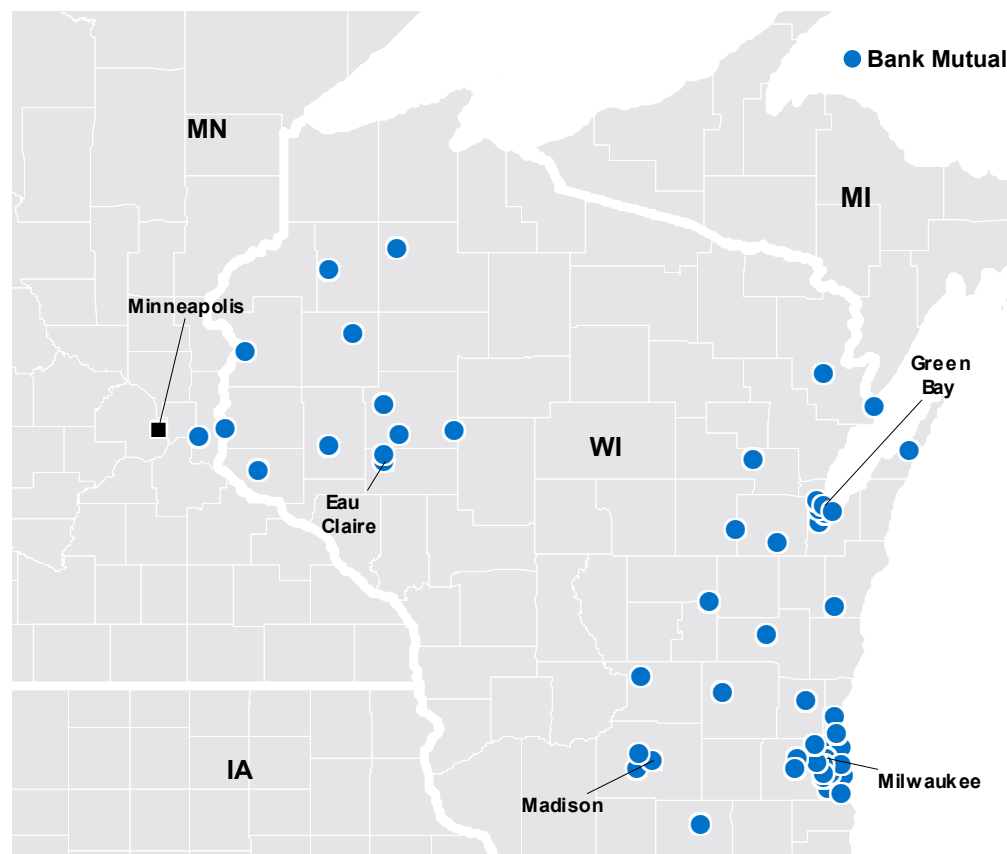 Bank Mutual
MN
MI
Minneapolis
Green
Bay
WI
Eau
Claire
IA
Milwaukee
Madison